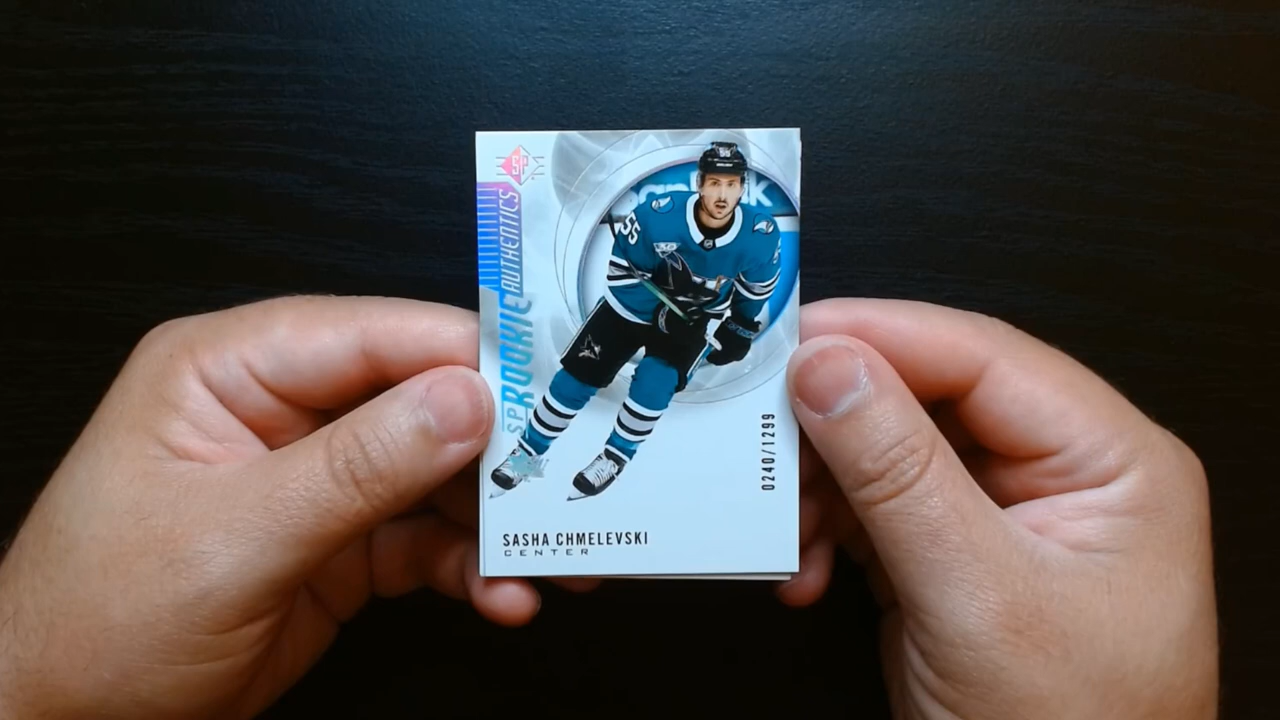 SP
SP ROOKIE AUTHENTICS
55
0240/1299
SASHA CHMELEVSKI
CENTER